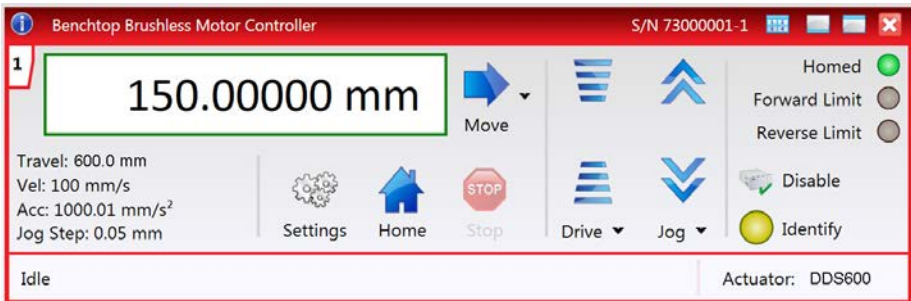 Benchtop Brushless Motor Controller S/N 73000001-1
1
150.00000 mm
Move
Homed
Forward Limit
Reverse Limit
Travel: 600.0 mm
Vel: 100 mm/s
Acc: 1000.01 mm/s²
Jog Step: 0.05 mm
Settings
Home
STOP
Stop
Drive
Jog
Disable
Identify
Idle
Actuator: DDS600